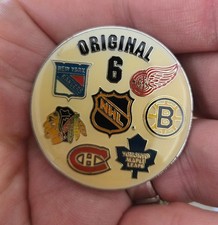 ORIGINAL
6
NEW YORK
RANGERS
NHL
B
TORONTO
MAPLE
LEAFS